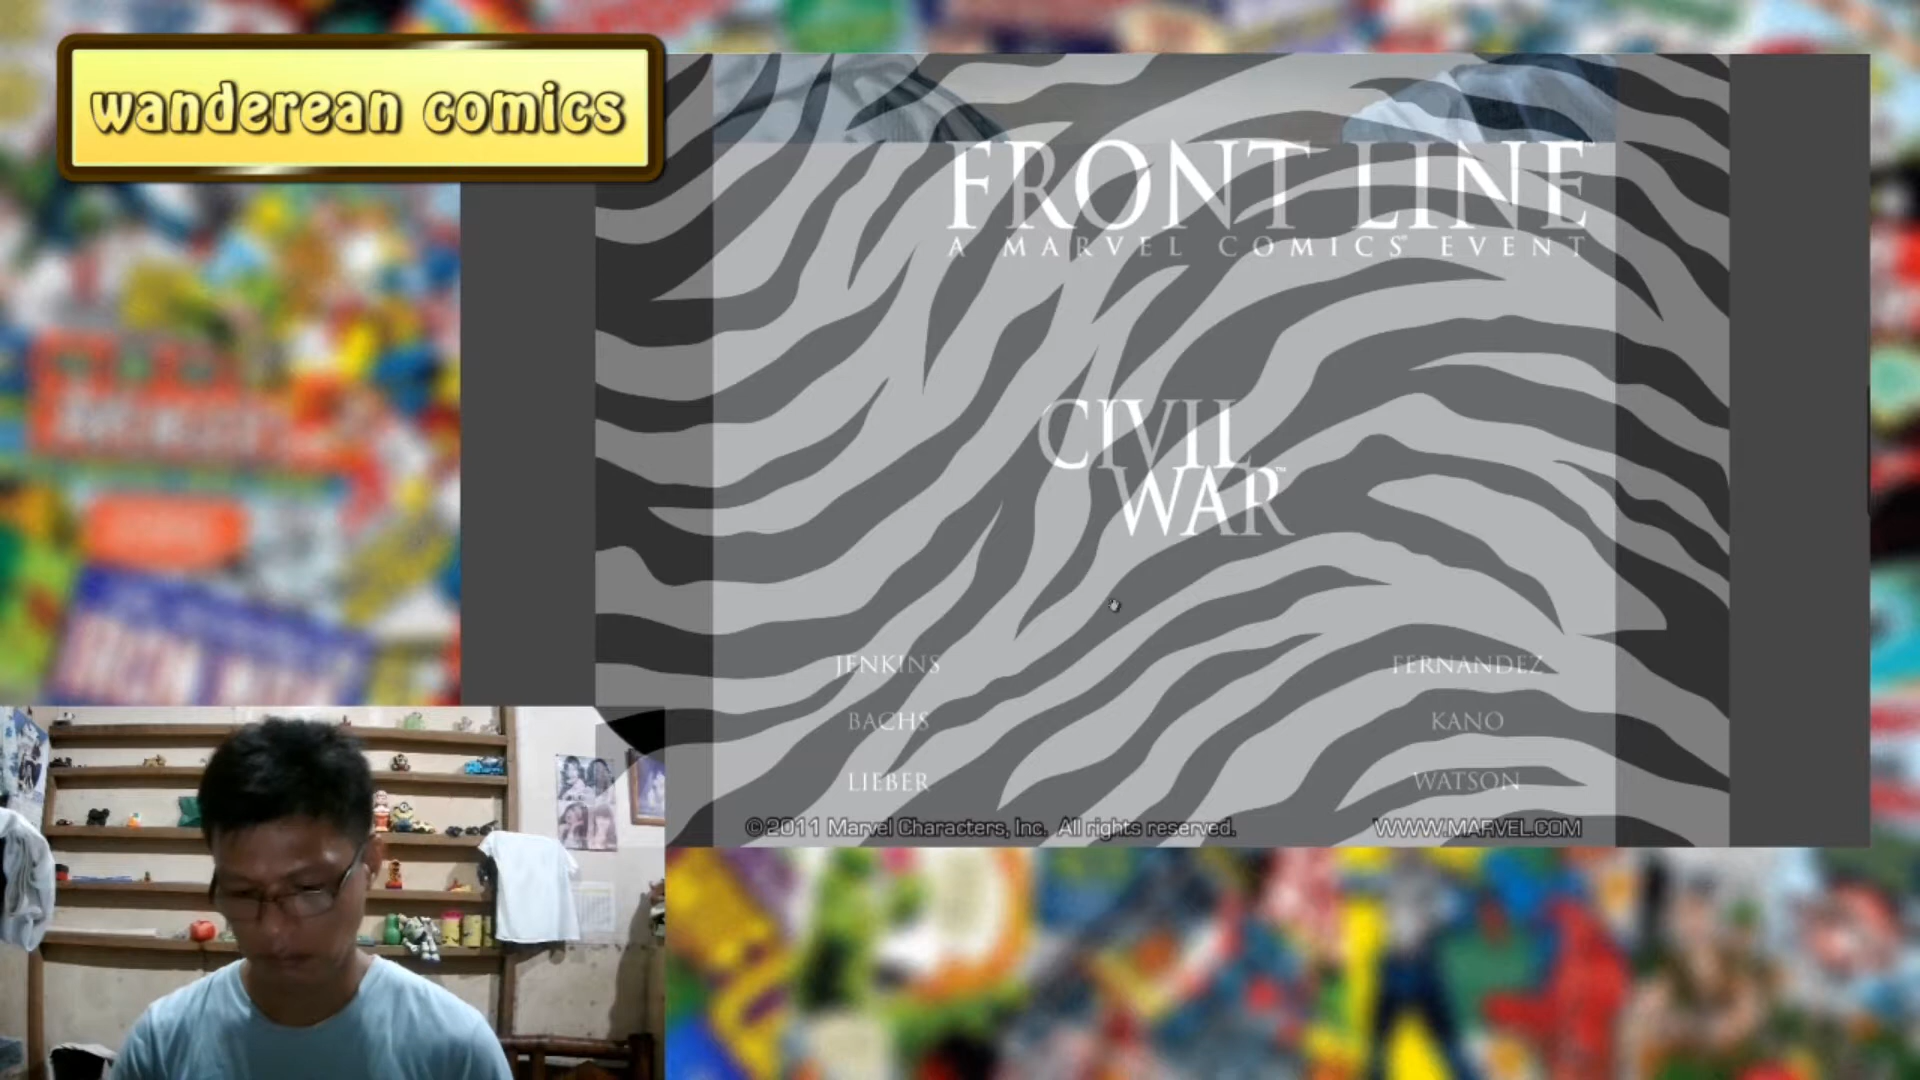 wanderean comics
FRONT LINE
A MARVEL COMICS EVENT
CIVIL
WAR™
JENKINS
FERNANDEZ
BACHS
KANO
LIEBER
WATSON
©2011 Marvel Characters, Inc. All rights reserved.
WWW.MARVEL.COM